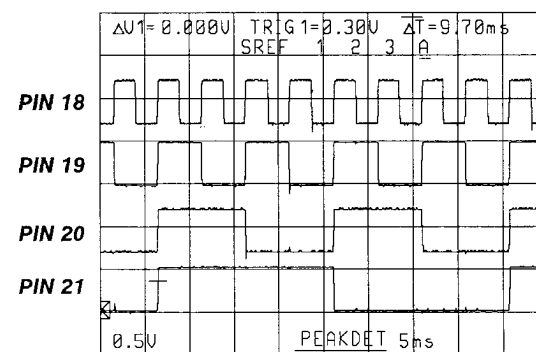 ΔV1= 0.000V TRIG1=0.30V ΔT=9.70ms
SREF 1 2 3 A
PIN 18
PIN 19
PIN 20
PIN 21
0.5V PEAKDET 5ms